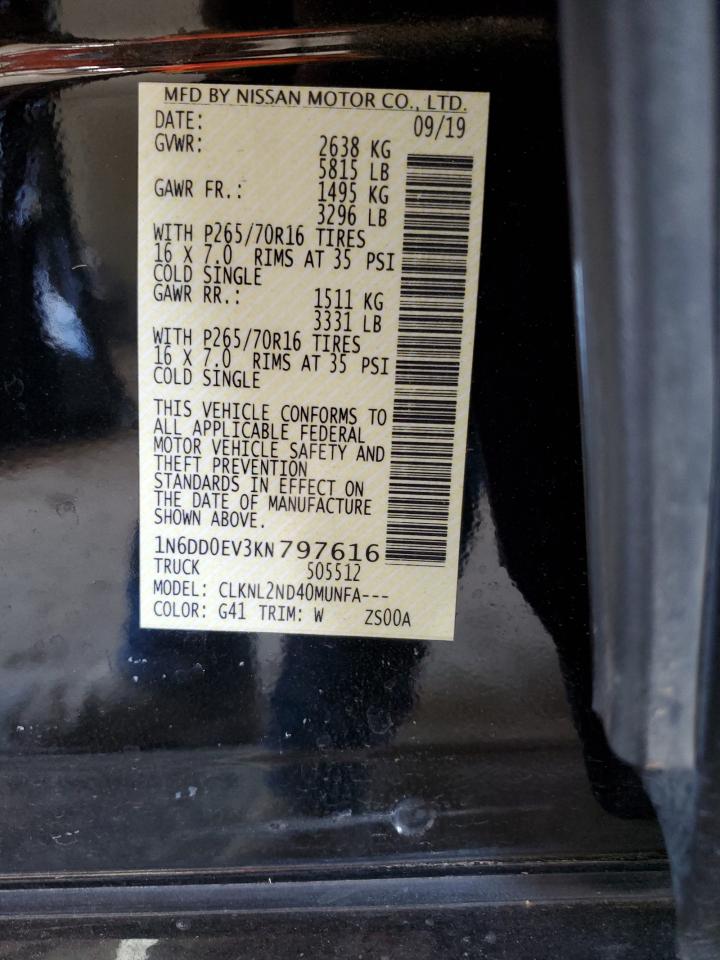 MFD BY NISSAN MOTOR CO., LTD.
DATE: 09/19
GVWR: 2638 KG
5815 LB
GAWR FR.: 1495 KG
3296 LB
WITH P265/70R16 TIRES
16 X 7.0 RIMS AT 35 PSI
COLD SINGLE
GAWR RR.: 1511 KG
3331 LB
WITH P265/70R16 TIRES
16 X 7.0 RIMS AT 35 PSI
COLD SINGLE
THIS VEHICLE CONFORMS TO
ALL APPLICABLE FEDERAL
MOTOR VEHICLE SAFETY AND
THEFT PREVENTION
STANDARDS IN EFFECT ON
THE DATE OF MANUFACTURE
SHOWN ABOVE.
1N6DD0EV3KN797616
TRUCK 505512
MODEL: CLKNL2ND40MUNFA---
COLOR: G41 TRIM: W ZS00A